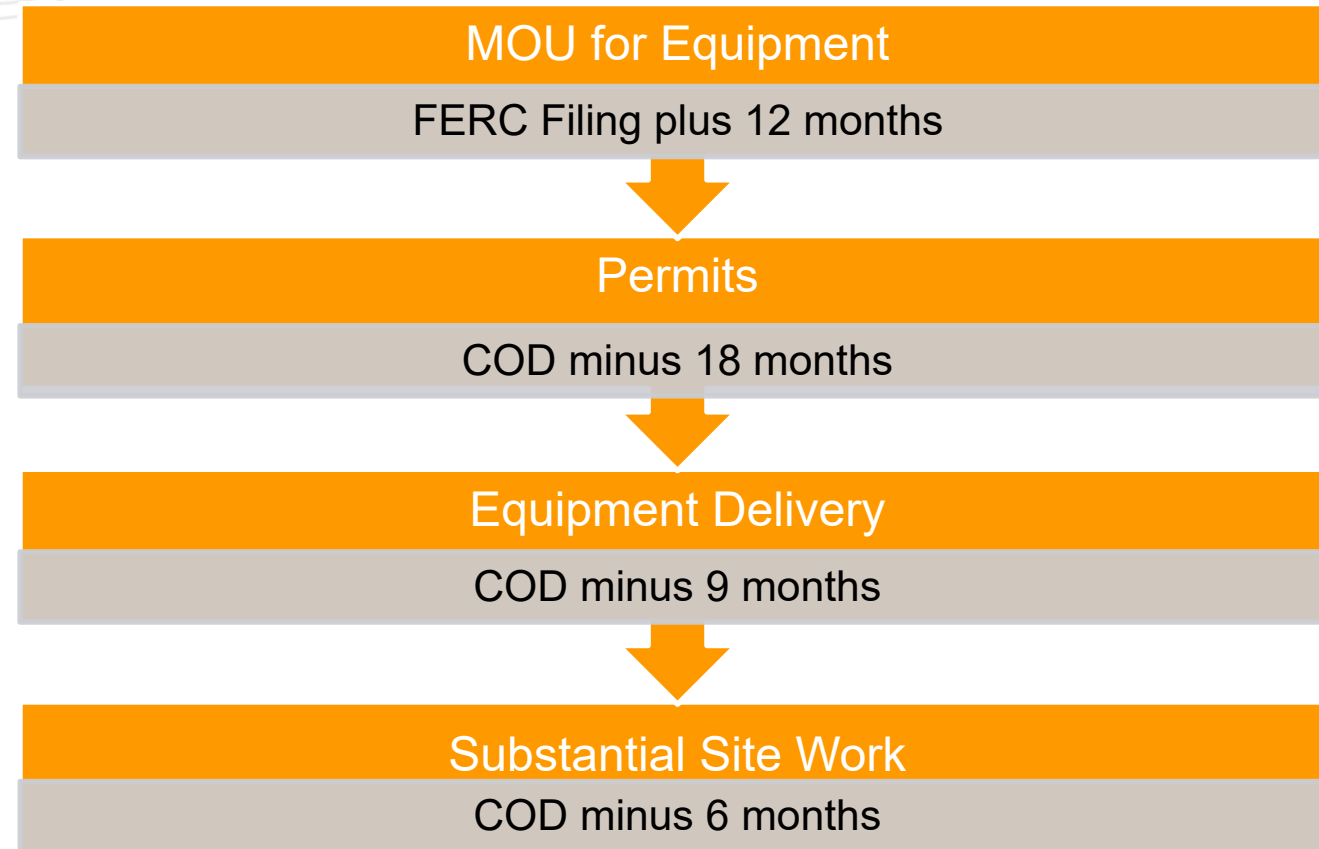 MOU for Equipment
FERC Filing plus 12 months
Permits
COD minus 18 months
Equipment Delivery
COD minus 9 months
Substantial Site Work
COD minus 6 months